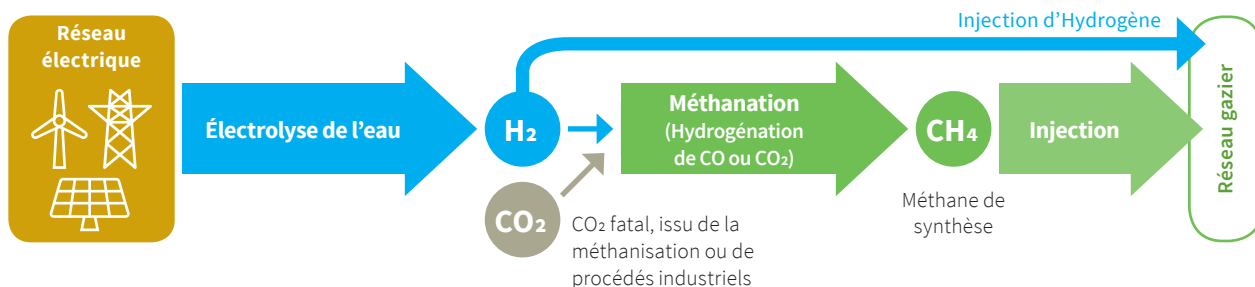 Réseau
électrique
Électrolyse de l'eau
H₂
CO₂
CO₂ fatal, issu de la
méthanisation ou de
procédés industriels
Injection d'Hydrogène
Méthanation
(Hydrogénation
de CO ou CO₂)
CH₄
Méthane de
synthèse
Injection
Réseau gazier